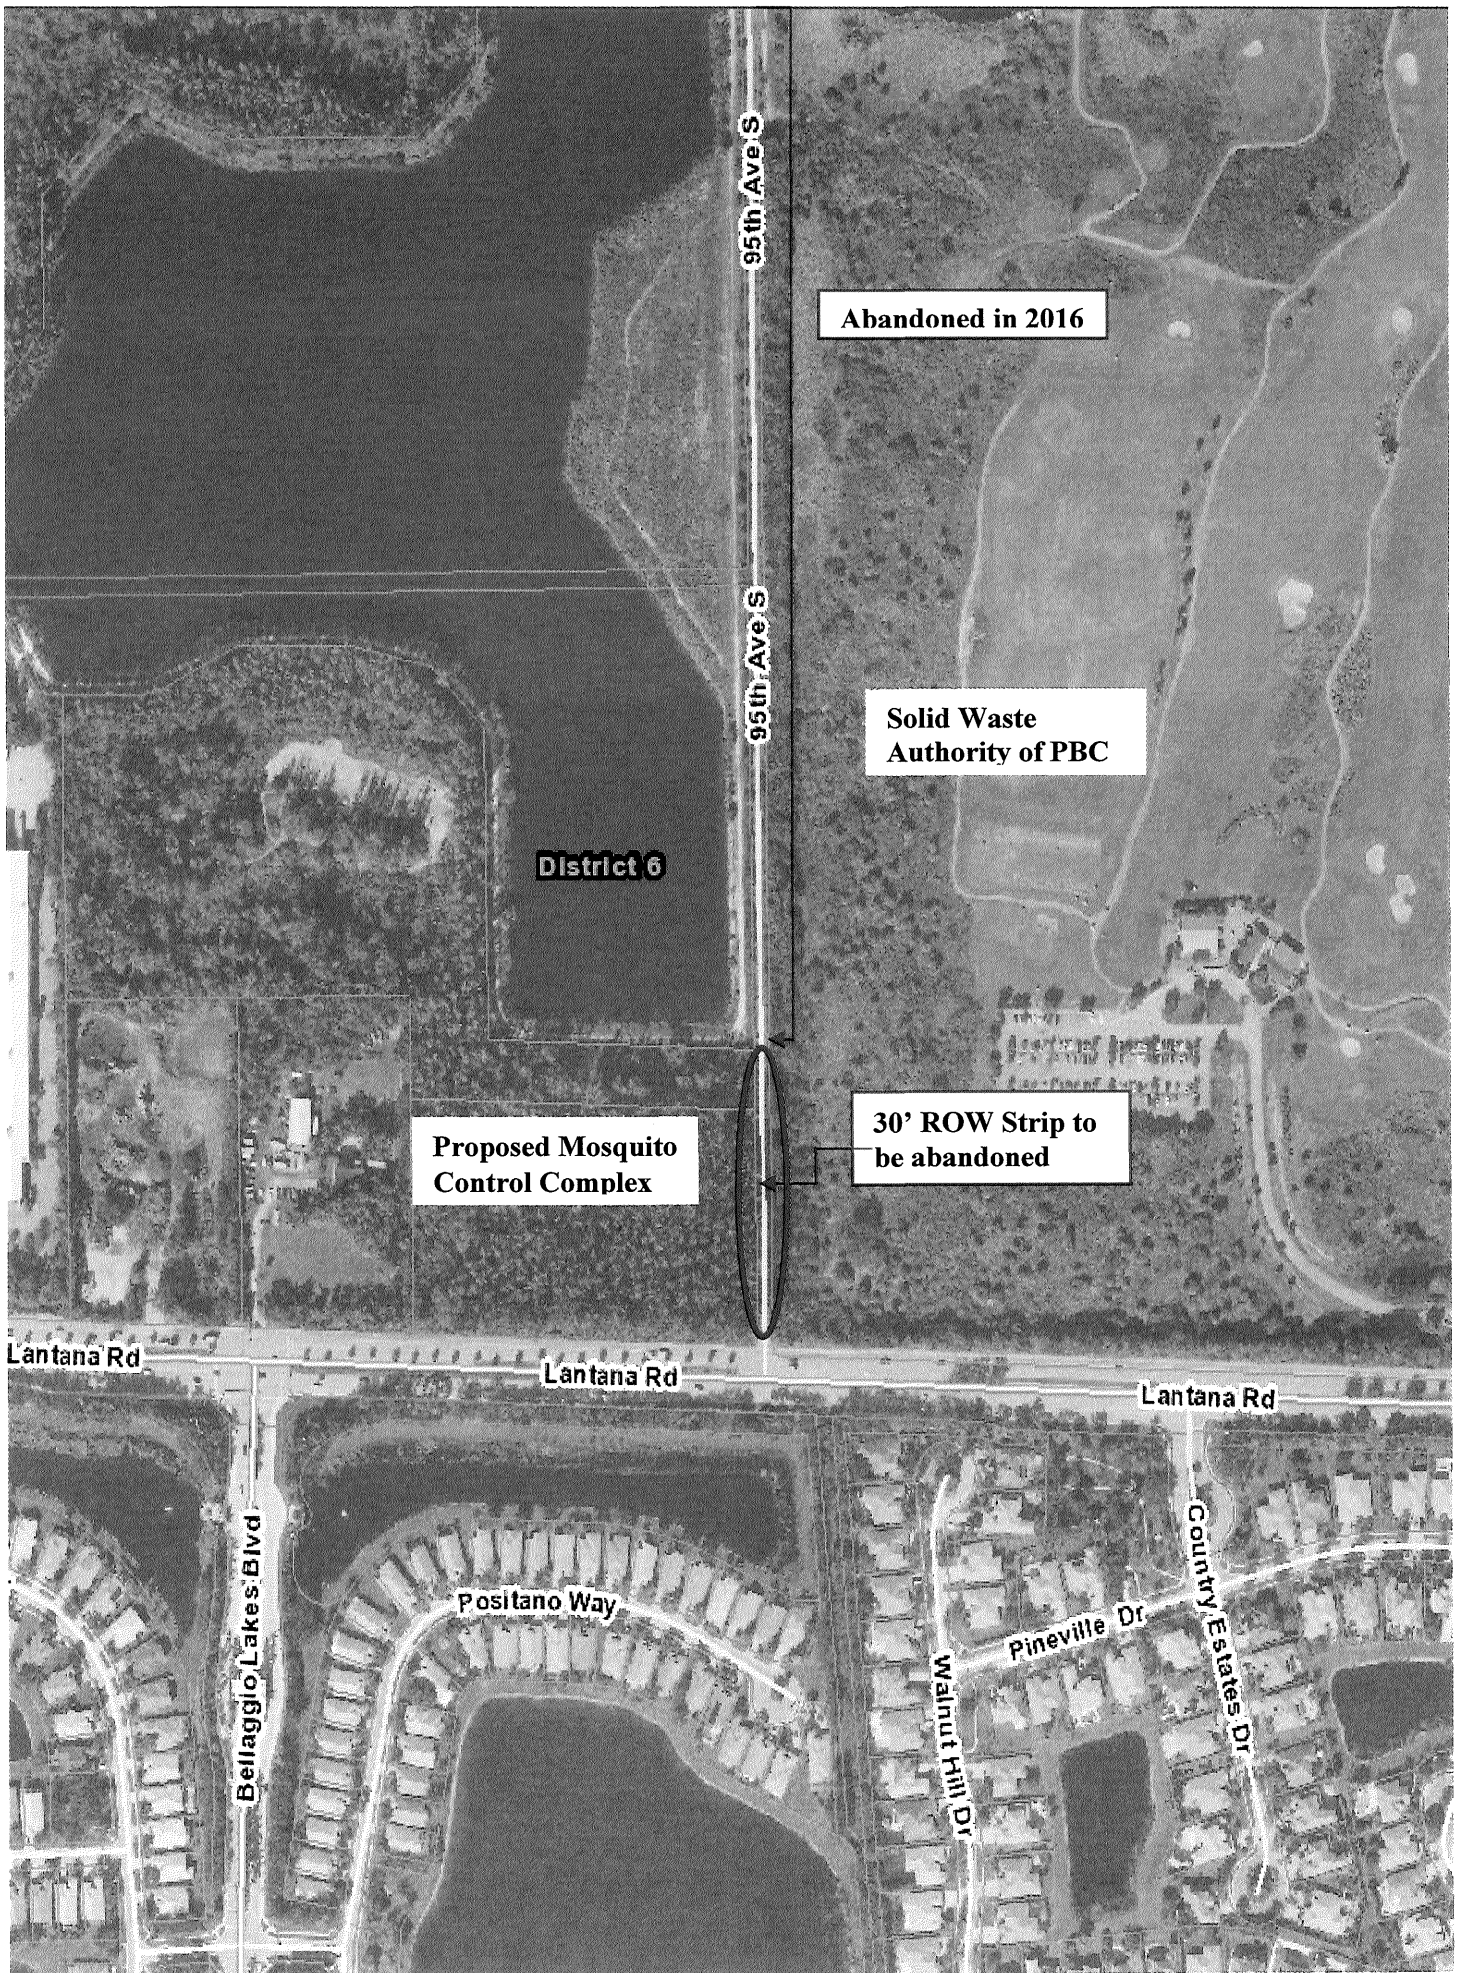 95th Ave S
Abandoned in 2016
95th Ave S
Solid Waste
Authority of PBC
District 6
30' ROW Strip to
be abandoned
Proposed Mosquito
Control Complex
Lantana Rd
Lantana Rd
Lantana Rd
Bellaggio Lakes Blvd
Positano Way
Country Estates Dr
Pineville Dr
Walnut Hill Dr